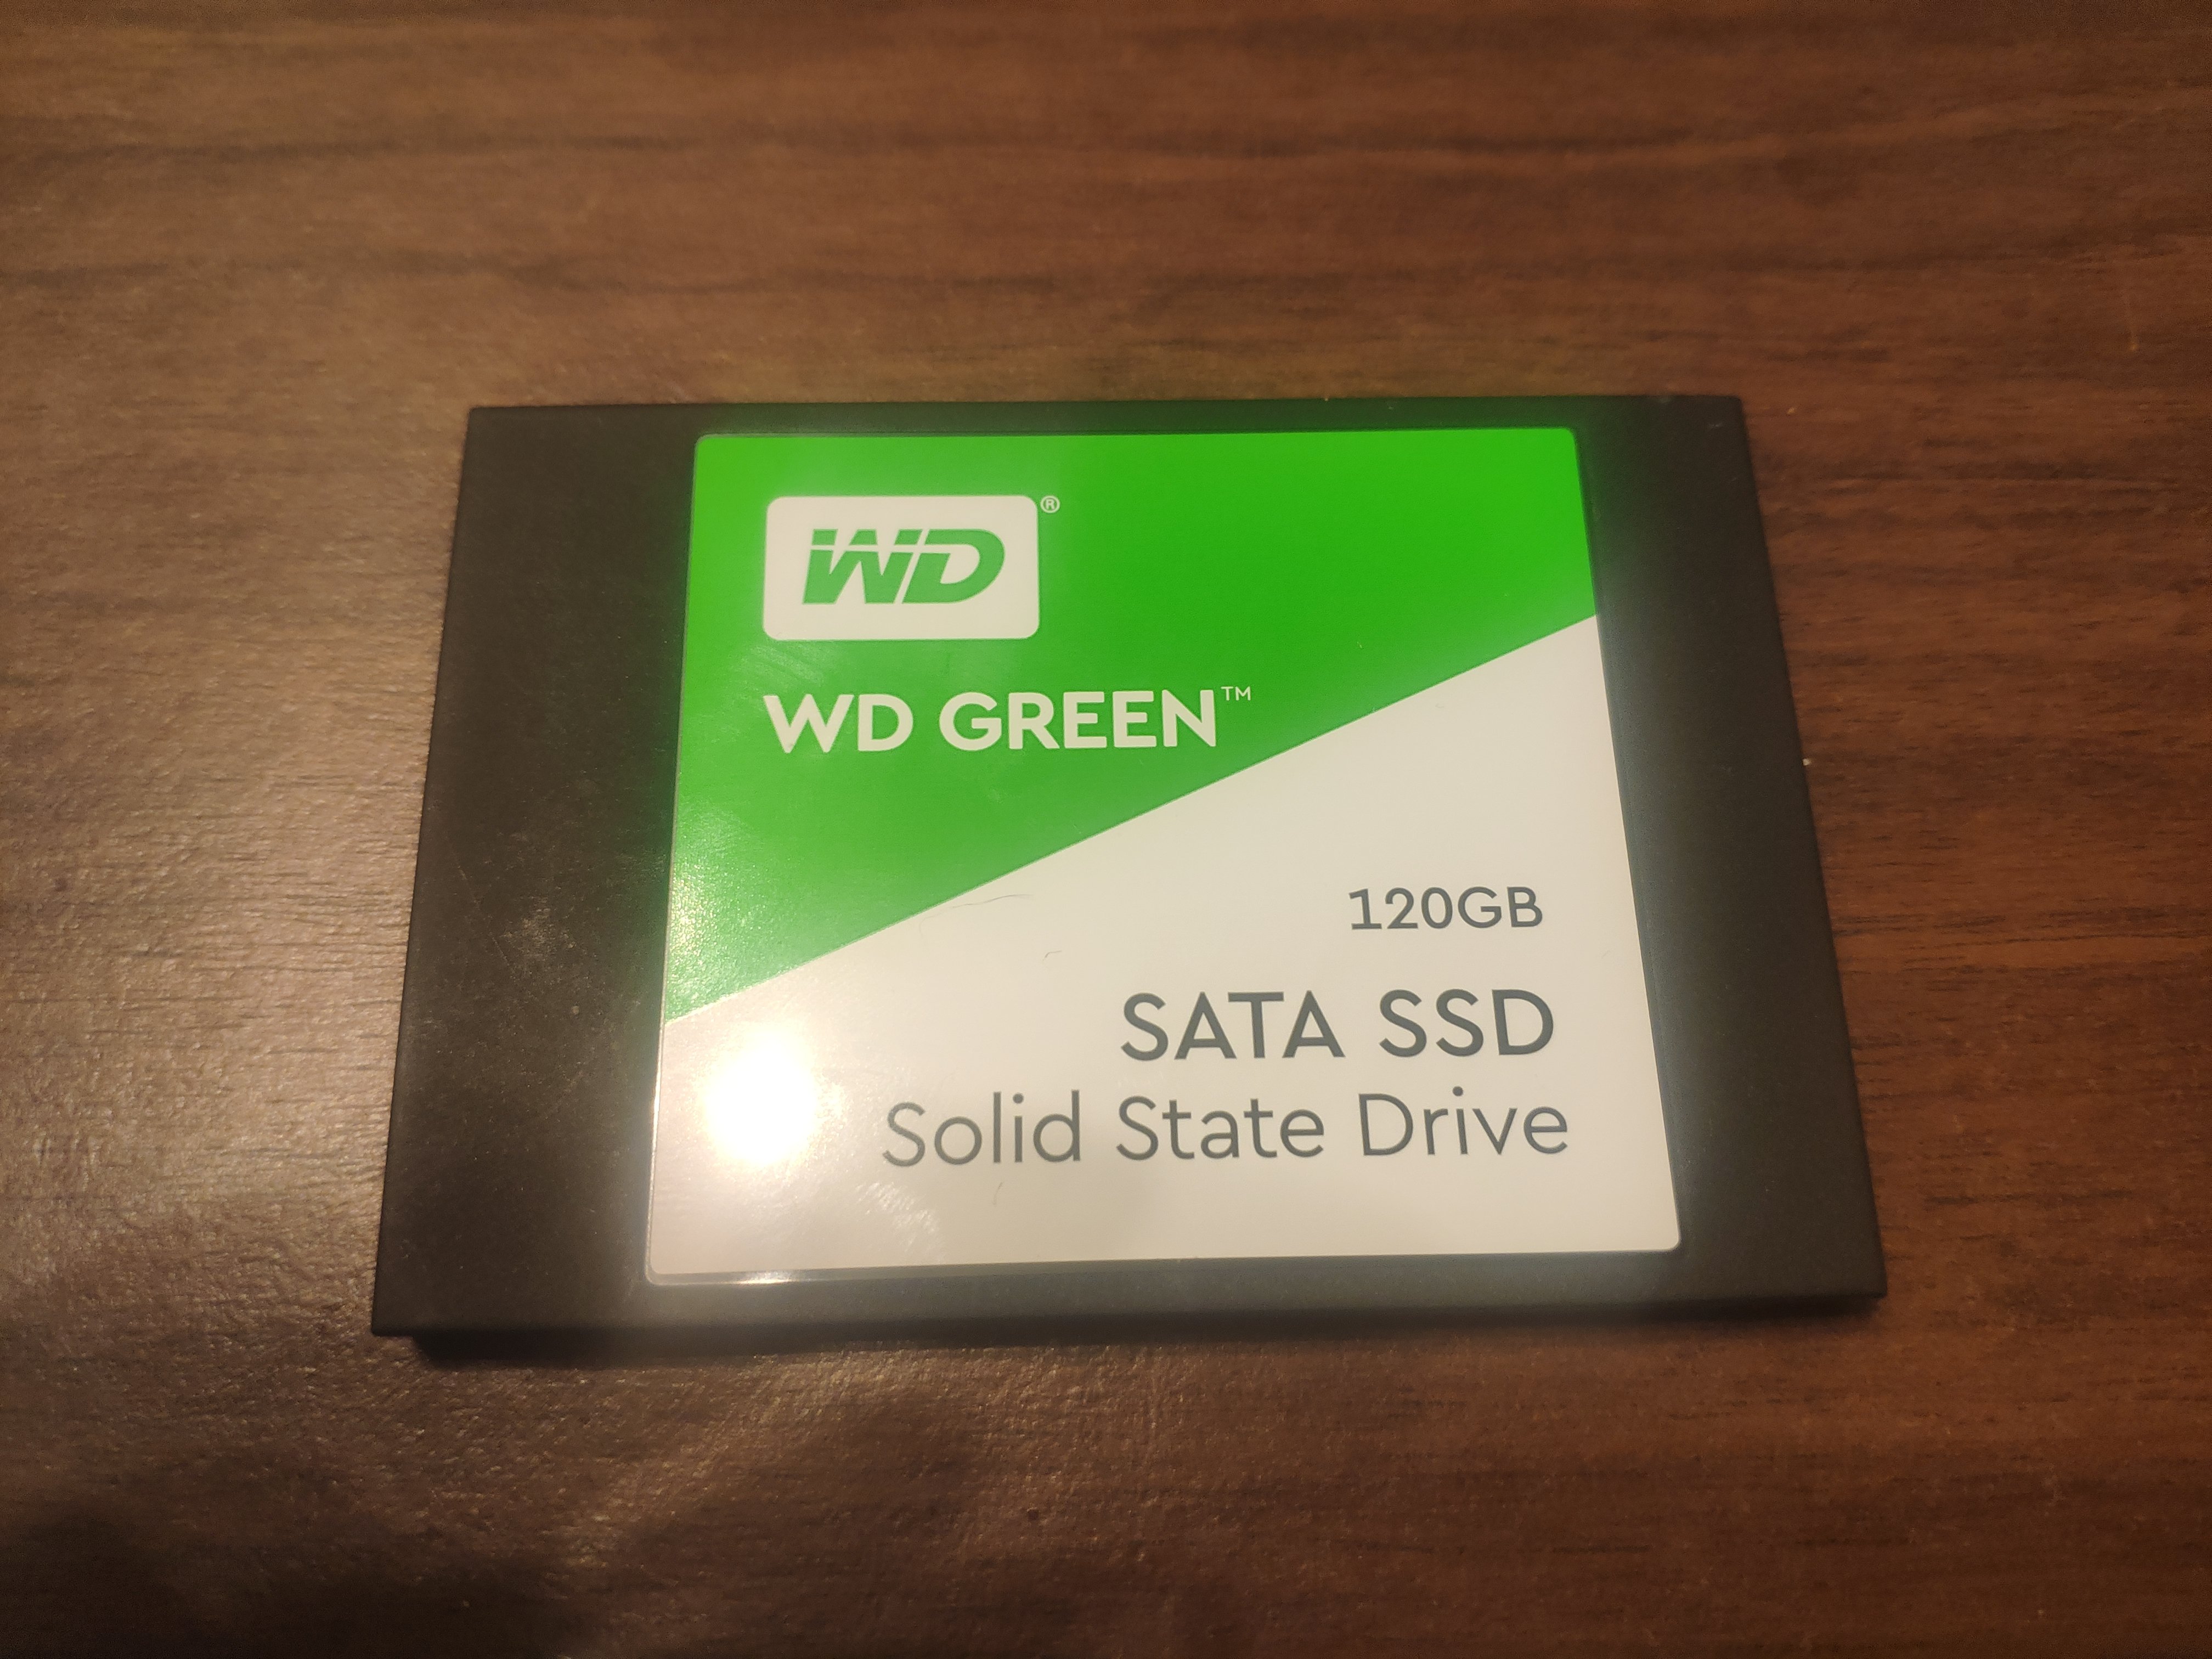 WD®
WD GREEN™
120GB
SATA SSD
Solid State Drive